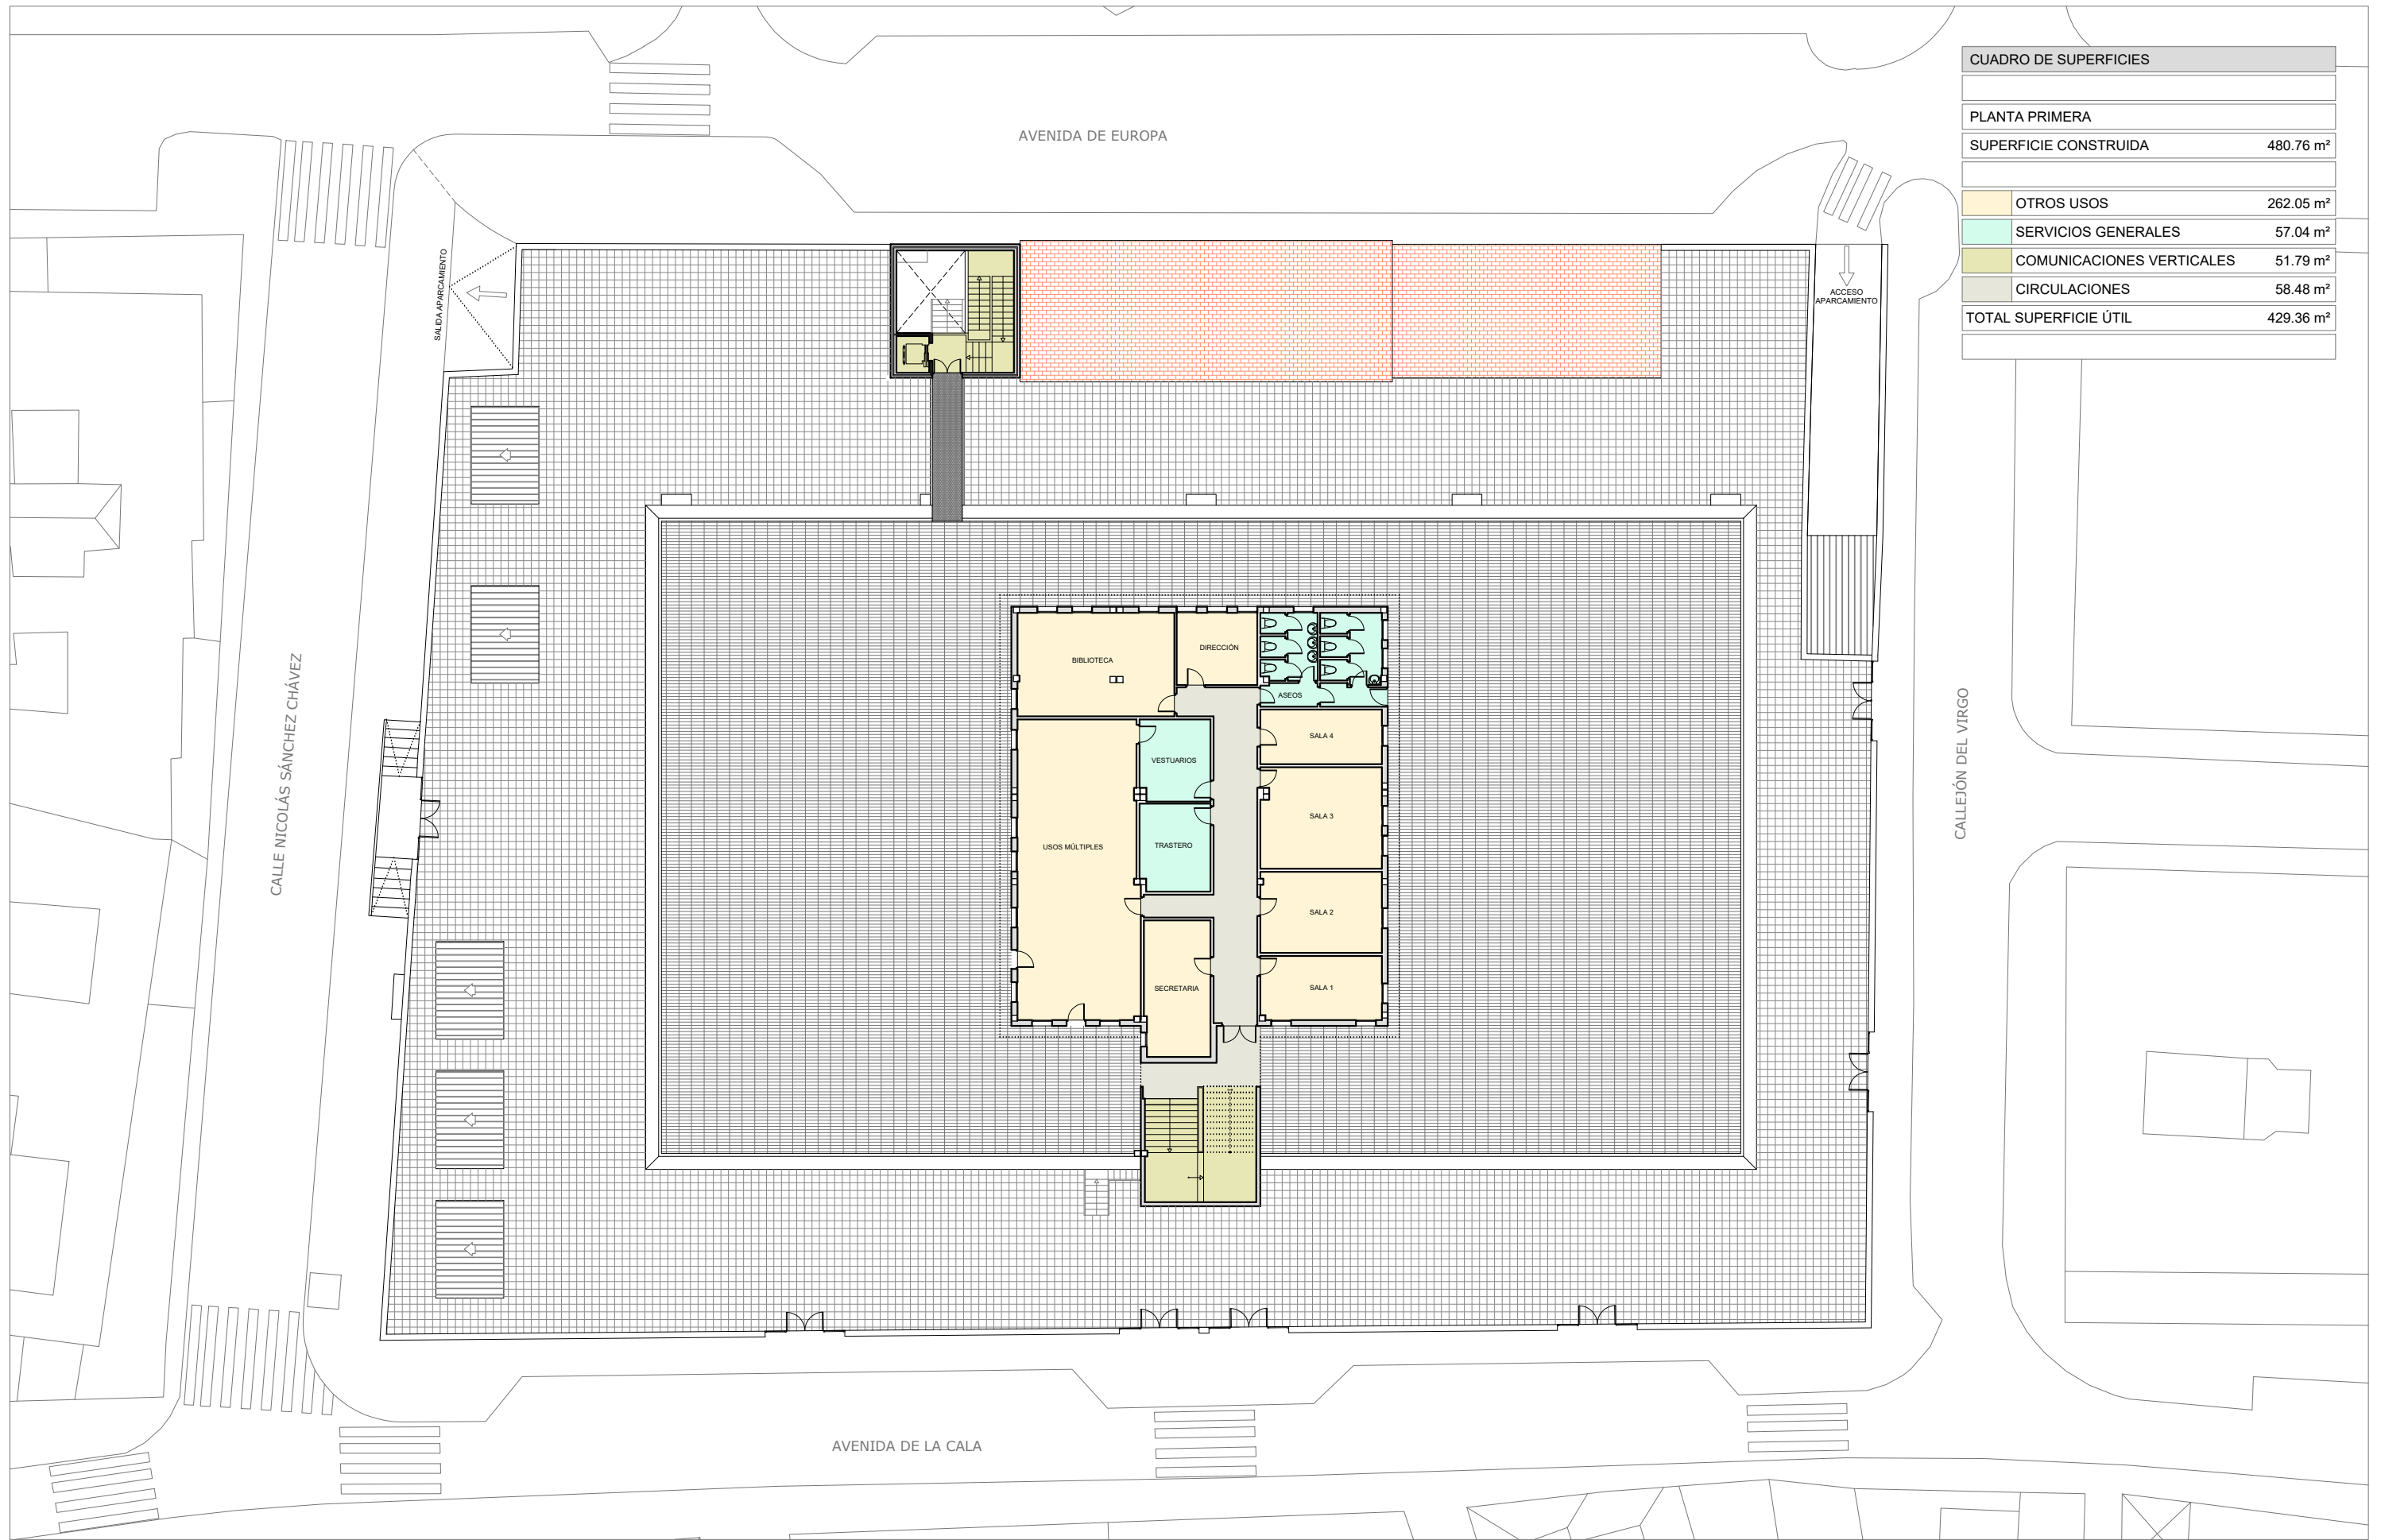 CUADRO DE SUPERFICIES
PLANTA PRIMERA
SUPERFICIE CONSTRUIDA 480.76 m²
OTROS USOS 262.05 m²
SERVICIOS GENERALES 57.04 m²
COMUNICACIONES VERTICALES 51.79 m²
CIRCULACIONES 58.48 m²
TOTAL SUPERFICIE ÚTIL 429.36 m²
AVENIDA DE EUROPA
SALIDA APARCAMIENTO
ACCESO
APARCAMIENTO
CALLE NICOLÁS SÁNCHEZ CHÁVEZ
CALLEJÓN DEL VIRGO
BIBLIOTECA
DIRECCIÓN
ASEOS
SALA 4
VESTUARIOS
SALA 3
USOS MÚLTIPLES
TRASTERO
SALA 2
SECRETARIA
SALA 1
AVENIDA DE LA CALA